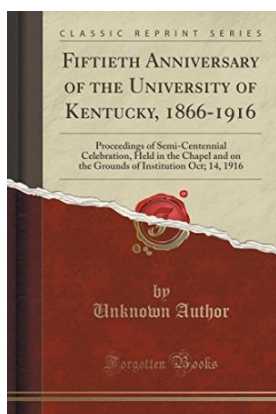 CLASSIC REPRINT SERIES
FIFTIETH ANNIVERSARY
OF THE UNIVERSITY OF
KENTUCKY, 1866-1916
Proceedings of Semi-Centennial
Celebration, Held in the Chapel and on
the Grounds of Institution Oct; 14, 1916
by
Unknown Author
Forgotten Books